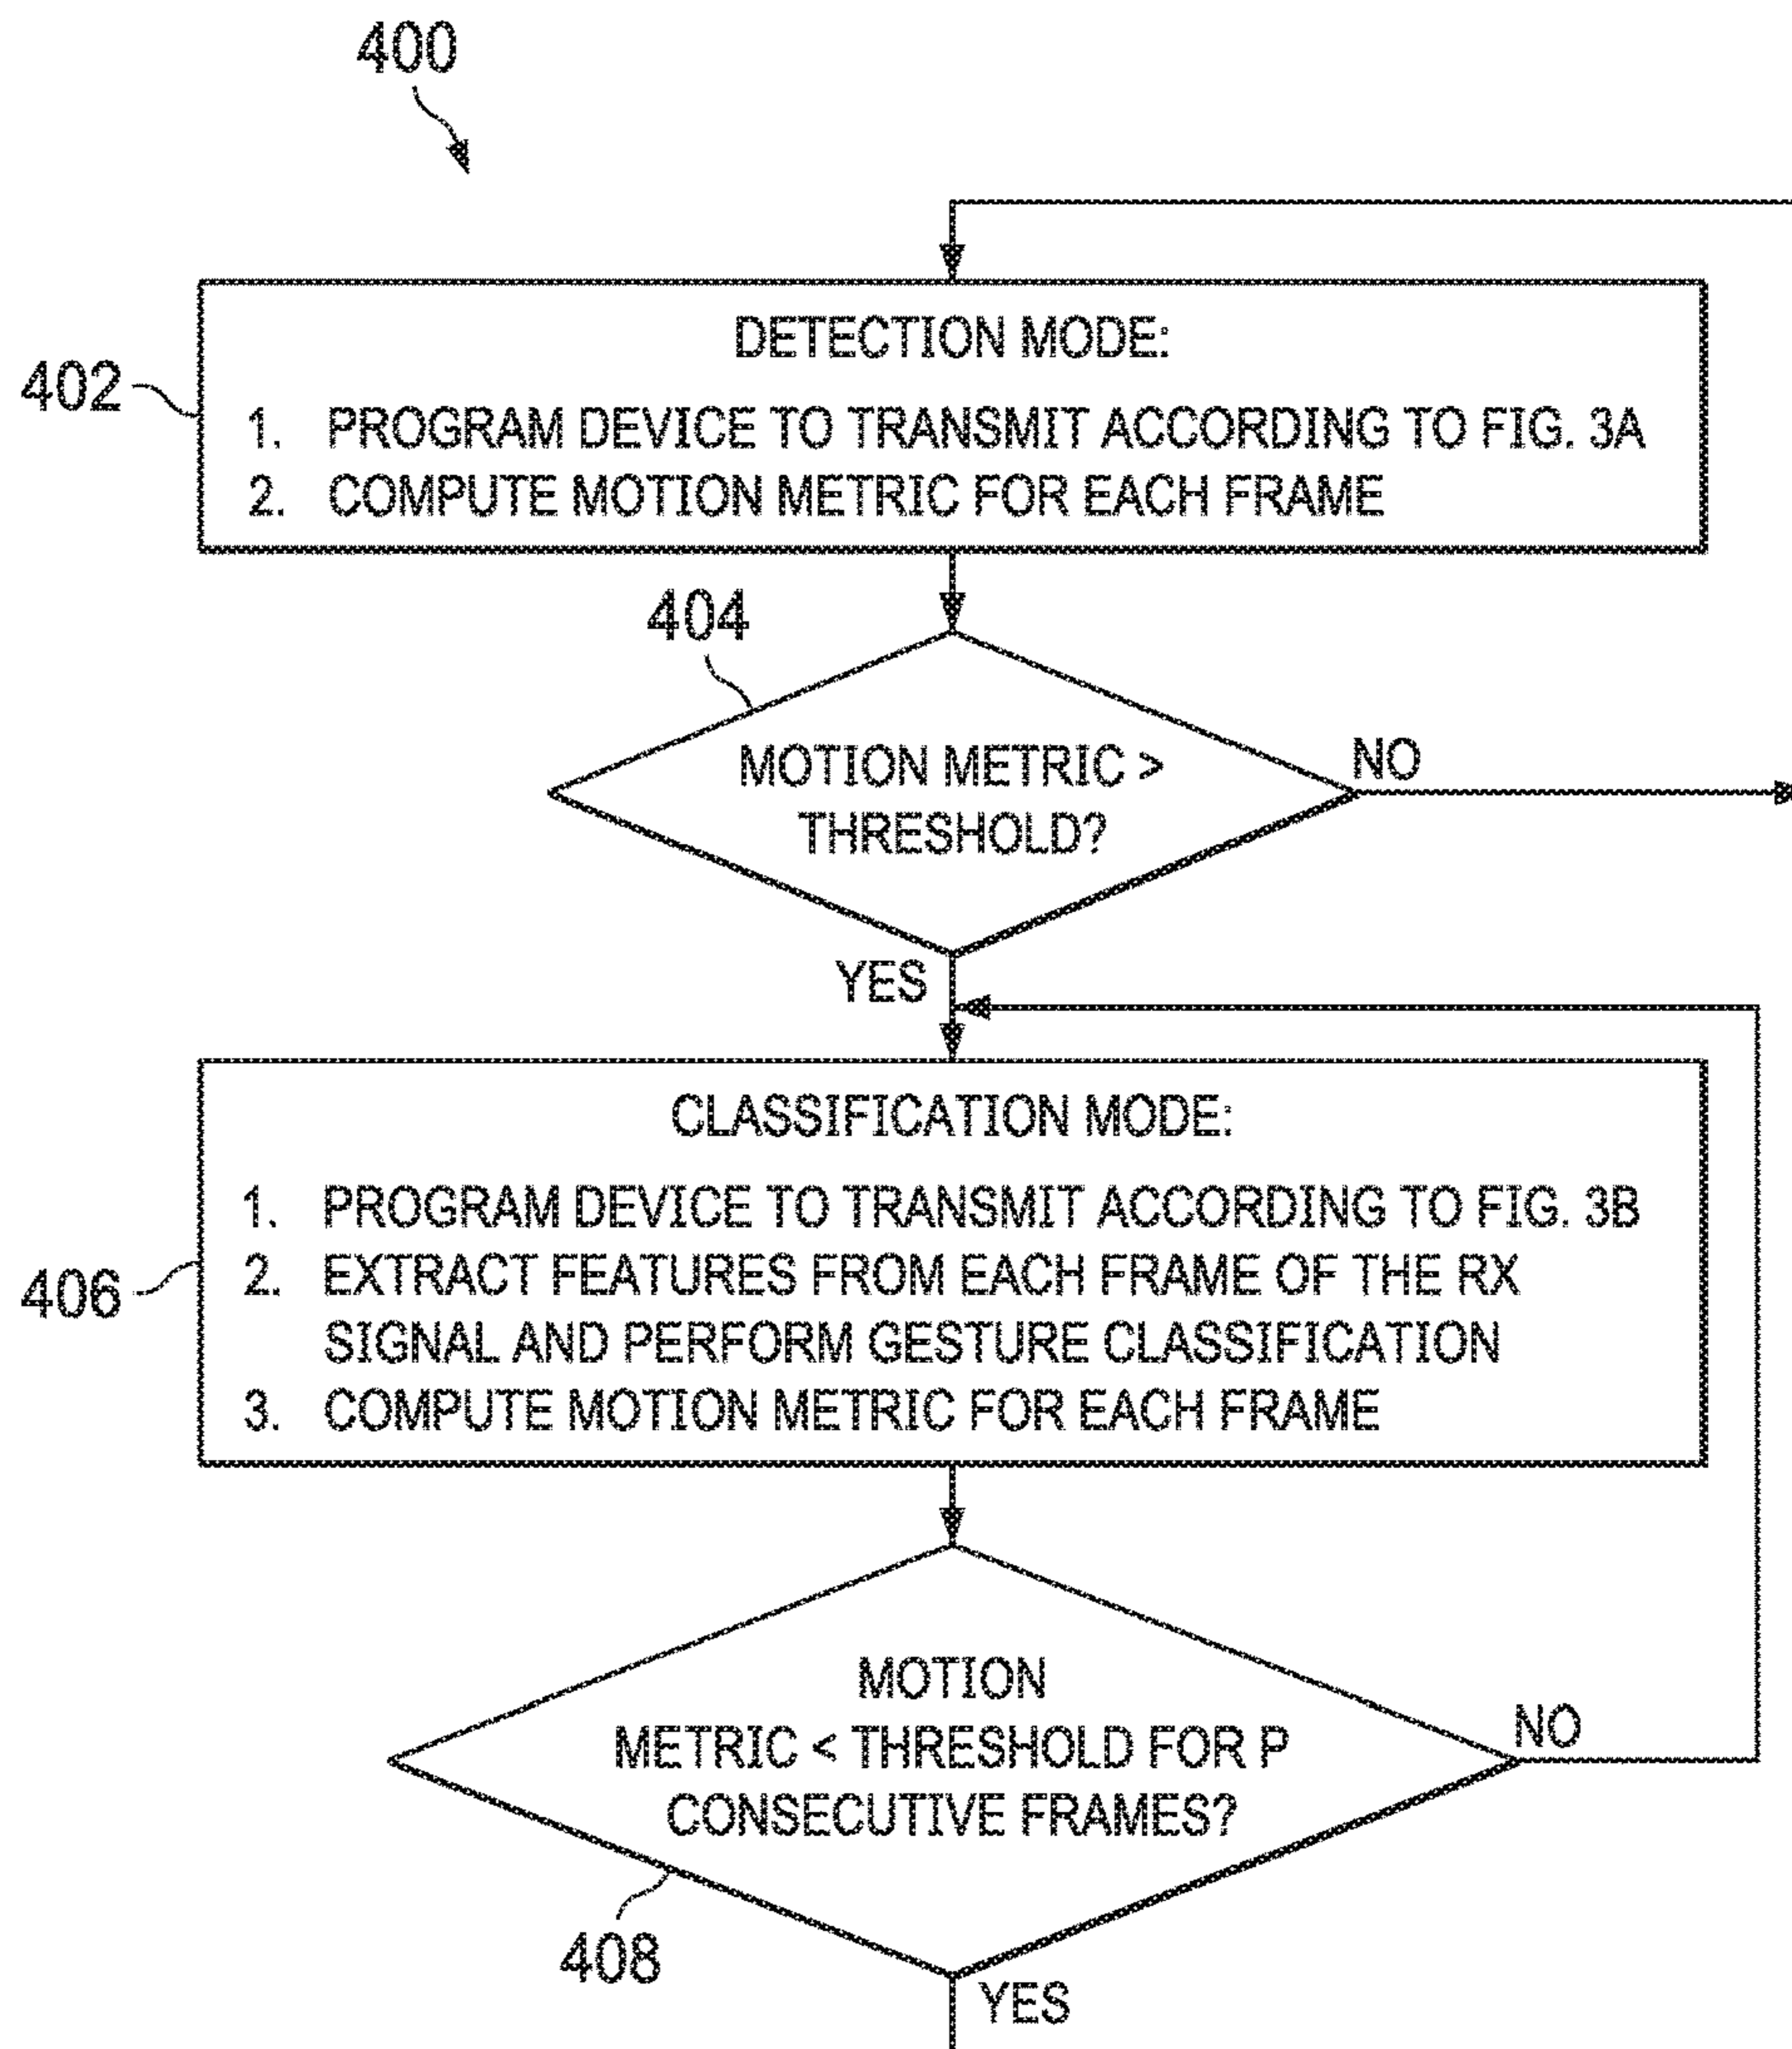 400
402
DETECTION MODE:
1. PROGRAM DEVICE TO TRANSMIT ACCORDING TO FIG. 3A
2. COMPUTE MOTION METRIC FOR EACH FRAME
404
MOTION METRIC >
THRESHOLD?
NO
YES
406
CLASSIFICATION MODE:
1. PROGRAM DEVICE TO TRANSMIT ACCORDING TO FIG. 3B
2. EXTRACT FEATURES FROM EACH FRAME OF THE RX
SIGNAL AND PERFORM GESTURE CLASSIFICATION
3. COMPUTE MOTION METRIC FOR EACH FRAME
MOTION
METRIC < THRESHOLD FOR P
CONSECUTIVE FRAMES?
NO
408
YES